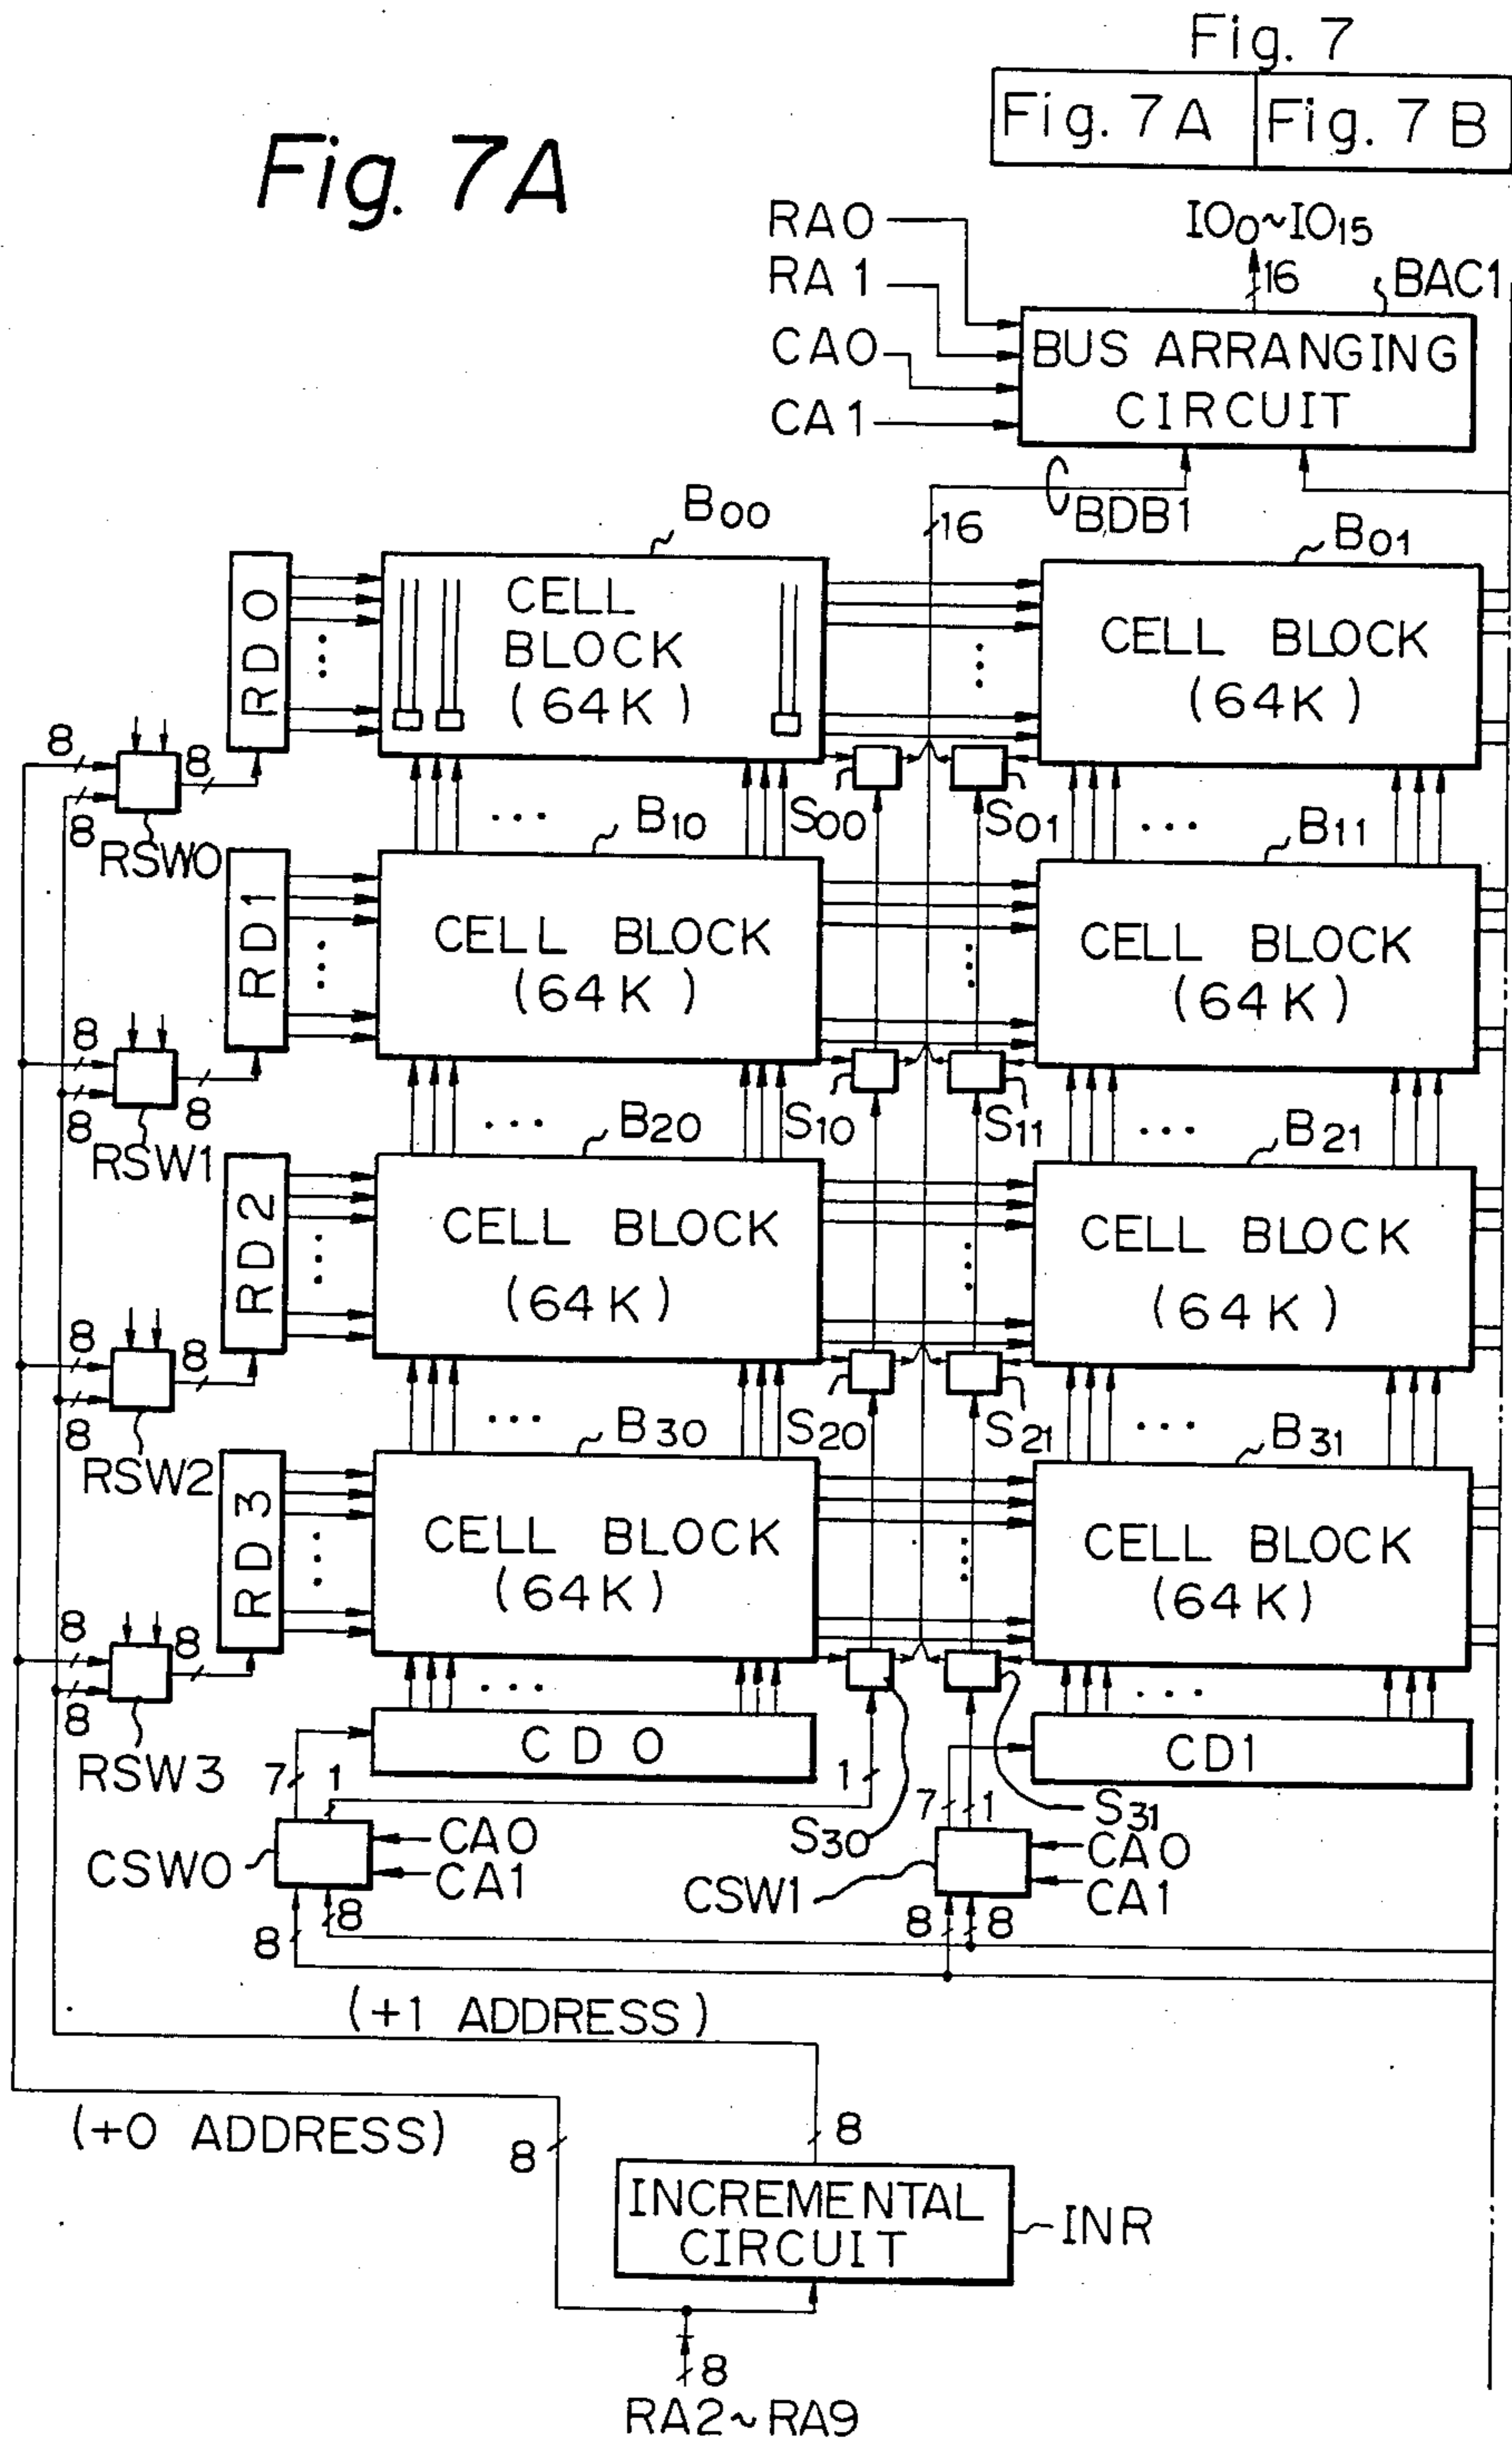 Fig. 7
Fig. 7A Fig. 7B
Fig. 7A
RA0
RA 1
CA0
CA 1
IO0~IO15
16
BAC1
BUS ARRANGING
CIRCUIT
BDB1
16
B00
B01
RD0
CELL
BLOCK
(64K)
CELL BLOCK
(64K)
8
8
8
RSW0
S00
S01
...
...
B10
B11
RD1
CELL BLOCK
(64K)
CELL BLOCK
(64K)
8
8
8
RSW1
S10
S11
...
...
B20
B21
RD2
CELL BLOCK
(64K)
CELL BLOCK
(64K)
8
8
8
RSW2
S20
S21
...
...
B30
B31
RD3
CELL BLOCK
(64K)
CELL BLOCK
(64K)
8
8
8
RSW3
...
...
CD0
CD1
7
1
1
7
1
S30
S31
CSW0
CA0
CA1
CSW1
CA0
CA1
8
8
8
8
(+1 ADDRESS)
(+0 ADDRESS)
8
8
INCREMENTAL
CIRCUIT
INR
8
RA2~RA9